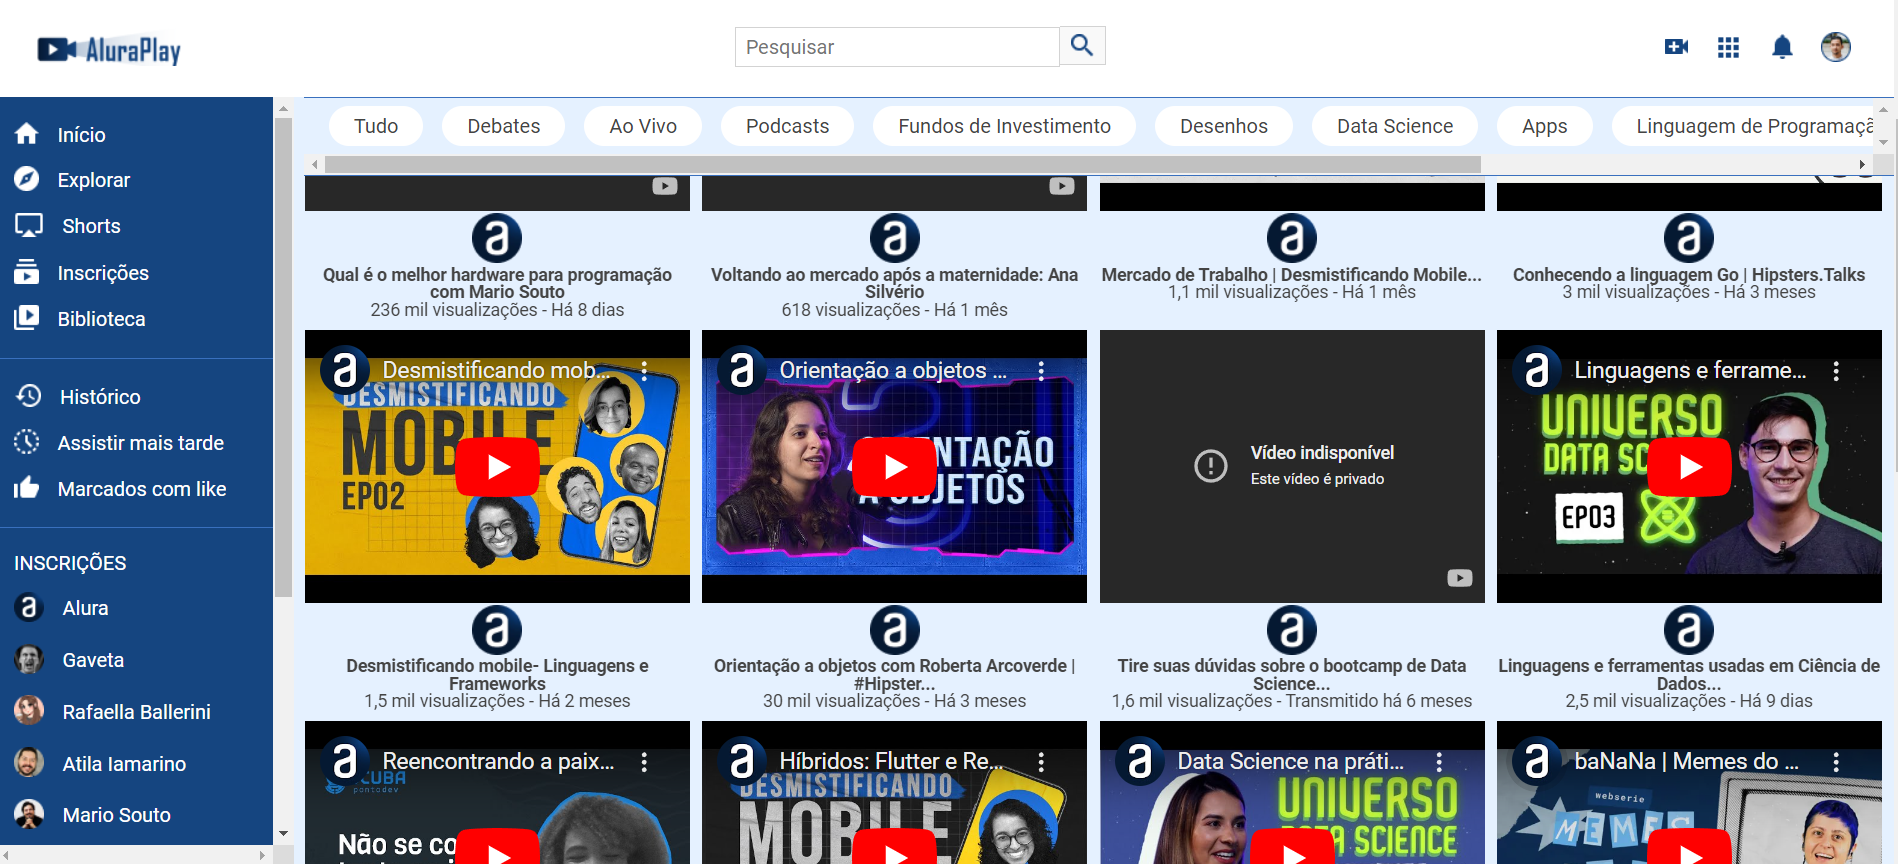 AluraPlay
Pesquisar
Início
Explorar
Shorts
Inscrições
Biblioteca
Histórico
Assistir mais tarde
Marcados com like
INSCRIÇÕES
Alura
Gaveta
Rafaella Ballerini
Atila Iamarino
Mario Souto
Tudo
Debates
Ao Vivo
Podcasts
Fundos de Investimento
Desenhos
Data Science
Apps
Linguagem de Programaçã
Qual é o melhor hardware para programação
com Mario Souto
236 mil visualizações - Há 8 dias
Voltando ao mercado após a maternidade: Ana
Silvério
618 visualizações - Há 1 mês
Mercado de Trabalho | Desmistificando Mobile...
1,1 mil visualizações - Há 1 mês
Conhecendo a linguagem Go | Hipsters.Talks
3 mil visualizações - Há 3 meses
Desmistificando mob...
DESMISTIFICANDO
MOBILE
EP02
Desmistificando mobile- Linguagens e
Frameworks
1,5 mil visualizações - Há 2 meses
Orientação a objetos ...
ORIENTAÇÃO
A OBJETOS
Orientação a objetos com Roberta Arcoverde |
#Hipster...
30 mil visualizações - Há 3 meses
Vídeo indisponível
Este vídeo é privado
Tire suas dúvidas sobre o bootcamp de Data
Science...
1,6 mil visualizações - Transmitido há 6 meses
Linguagens e ferrame...
UNIVERSO
DATA SC
EP03
Linguagens e ferramentas usadas em Ciência de
Dados...
2,5 mil visualizações - Há 9 dias
Reencontrando a paix...
CUBA
pontodev
Não se co
Híbridos: Flutter e Re...
DESMISTIFICANDO
MOBILE
Data Science na práti...
UNIVERSO
DATA SCIENCE
baNaNa | Memes do ...
webserie
MEMES